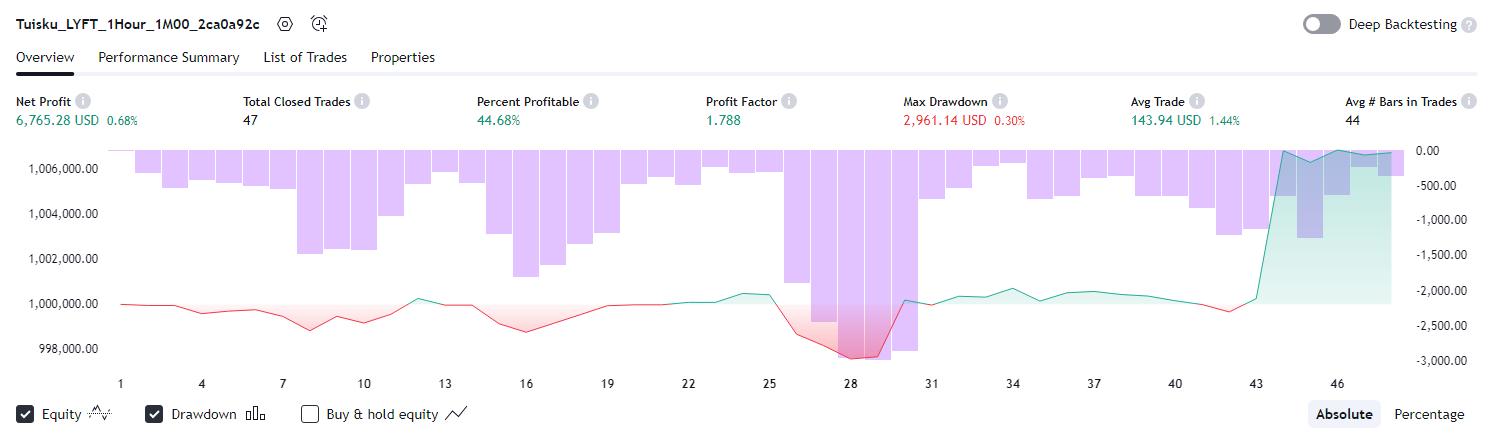 Tuisku_LYFT_1Hour_1M00_2ca0a92c
Deep Backtesting ?
Overview Performance Summary List of Trades Properties
Net Profit i Total Closed Trades i Percent Profitable i Profit Factor i Max Drawdown i Avg Trade i Avg # Bars in Trades i
6,765.28 USD 0.68% 47 44.68% 1.788 2,961.14 USD 0.30% 143.94 USD 1.44% 44
0.00
1,006,000.00
-500.00
1,004,000.00
-1,000.00
1,002,000.00
-1,500.00
-2,000.00
1,000,000.00
-2,500.00
998,000.00
-3,000.00
1 4 7 10 13 16 19 22 25 28 31 34 37 40 43 46
Equity Drawdown Buy & hold equity Absolute Percentage